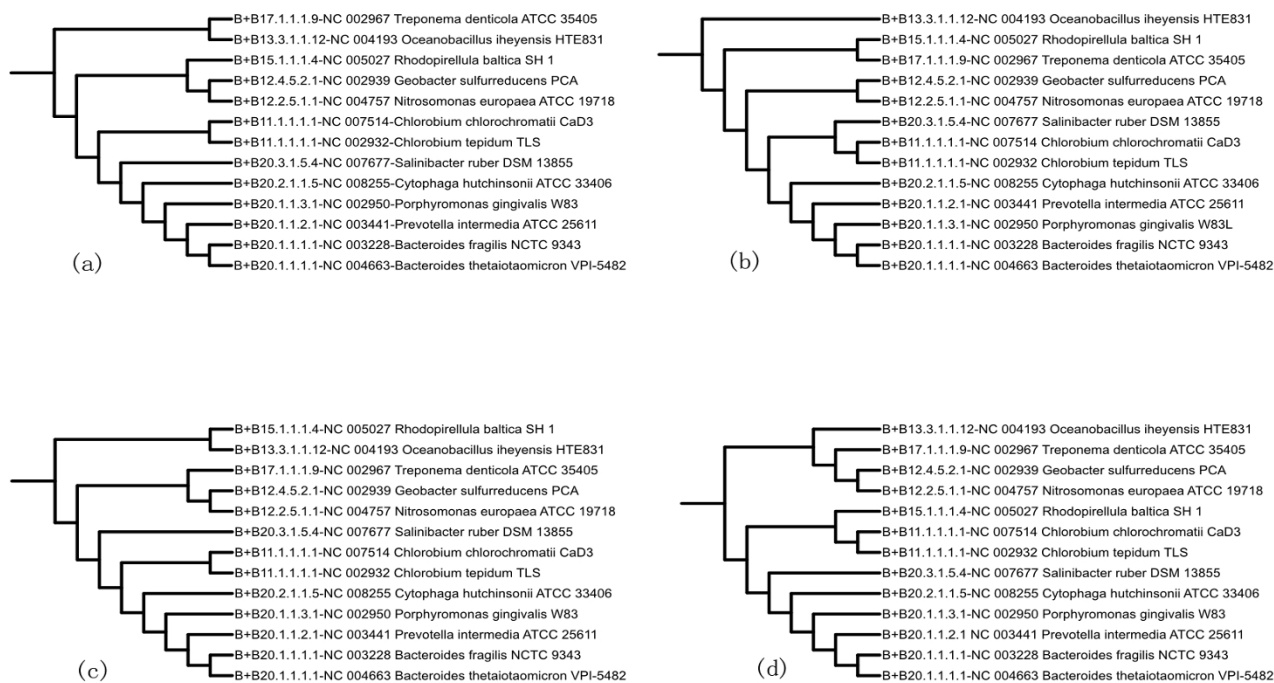 B+B17.1.1.1.9-NC 002967 Treponema denticola ATCC 35405
B+B13.3.1.1.12-NC 004193 Oceanobacillus iheyensis HTE831
B+B15.1.1.1.4-NC 005027 Rhodopirellula baltica SH 1
B+B12.4.5.2.1-NC 002939 Geobacter sulfurreducens PCA
B+B12.2.5.1.1-NC 004757 Nitrosomonas europaea ATCC 19718
B+B11.1.1.1.1-NC 007514-Chlorobium chlorochromatii CaD3
B+B11.1.1.1.1-NC 002932-Chlorobium tepidum TLS
B+B20.3.1.5.4-NC 007677-Salinibacter ruber DSM 13855
B+B20.2.1.1.5-NC 008255-Cytophaga hutchinsonii ATCC 33406
B+B20.1.1.3.1-NC 002950-Porphyromonas gingivalis W83
B+B20.1.1.2.1-NC 003441-Prevotella intermedia ATCC 25611
B+B20.1.1.1.1-NC 003228-Bacteroides fragilis NCTC 9343
B+B20.1.1.1.1-NC 004663-Bacteroides thetaiotaomicron VPI-5482
(a)
B+B13.3.1.1.12-NC 004193 Oceanobacillus iheyensis HTE831
B+B15.1.1.1.4-NC 005027 Rhodopirellula baltica SH 1
B+B17.1.1.1.9-NC 002967 Treponema denticola ATCC 35405
B+B12.4.5.2.1-NC 002939 Geobacter sulfurreducens PCA
B+B12.2.5.1.1-NC 004757 Nitrosomonas europaea ATCC 19718
B+B20.3.1.5.4-NC 007677 Salinibacter ruber DSM 13855
B+B11.1.1.1.1-NC 007514 Chlorobium chlorochromatii CaD3
B+B11.1.1.1.1-NC 002932 Chlorobium tepidum TLS
B+B20.2.1.1.5-NC 008255 Cytophaga hutchinsonii ATCC 33406
B+B20.1.1.2.1-NC 003441 Prevotella intermedia ATCC 25611
B+B20.1.1.3.1-NC 002950 Porphyromonas gingivalis W83L
B+B20.1.1.1.1-NC 003228 Bacteroides fragilis NCTC 9343
B+B20.1.1.1.1-NC 004663 Bacteroides thetaiotaomicron VPI-5482
(b)
B+B15.1.1.1.4-NC 005027 Rhodopirellula baltica SH 1
B+B13.3.1.1.12-NC 004193 Oceanobacillus iheyensis HTE831
B+B17.1.1.1.9-NC 002967 Treponema denticola ATCC 35405
B+B12.4.5.2.1-NC 002939 Geobacter sulfurreducens PCA
B+B12.2.5.1.1-NC 004757 Nitrosomonas europaea ATCC 19718
B+B20.3.1.5.4-NC 007677 Salinibacter ruber DSM 13855
B+B11.1.1.1.1-NC 007514 Chlorobium chlorochromatii CaD3
B+B11.1.1.1.1-NC 002932 Chlorobium tepidum TLS
B+B20.2.1.1.5-NC 008255 Cytophaga hutchinsonii ATCC 33406
B+B20.1.1.3.1-NC 002950 Porphyromonas gingivalis W83
B+B20.1.1.2.1-NC 003441 Prevotella intermedia ATCC 25611
B+B20.1.1.1.1-NC 003228 Bacteroides fragilis NCTC 9343
B+B20.1.1.1.1-NC 004663 Bacteroides thetaiotaomicron VPI-5482
(c)
B+B13.3.1.1.12-NC 004193 Oceanobacillus iheyensis HTE831
B+B17.1.1.1.9-NC 002967 Treponema denticola ATCC 35405
B+B12.4.5.2.1-NC 002939 Geobacter sulfurreducens PCA
B+B12.2.5.1.1-NC 004757 Nitrosomonas europaea ATCC 19718
B+B15.1.1.1.4-NC 005027 Rhodopirellula baltica SH 1
B+B11.1.1.1.1-NC 007514 Chlorobium chlorochromatii CaD3
B+B11.1.1.1.1-NC 002932 Chlorobium tepidum TLS
B+B20.3.1.5.4-NC 007677 Salinibacter ruber DSM 13855
B+B20.2.1.1.5-NC 008255 Cytophaga hutchinsonii ATCC 33406
B+B20.1.1.3.1-NC 002950 Porphyromonas gingivalis W83
B+B20.1.1.2.1 NC 003441 Prevotella intermedia ATCC 25611
B+B20.1.1.1.1-NC 003228 Bacteroides fragilis NCTC 9343
B+B20.1.1.1.1-NC 004663 Bacteroides thetaiotaomicron VPI-5482
(d)